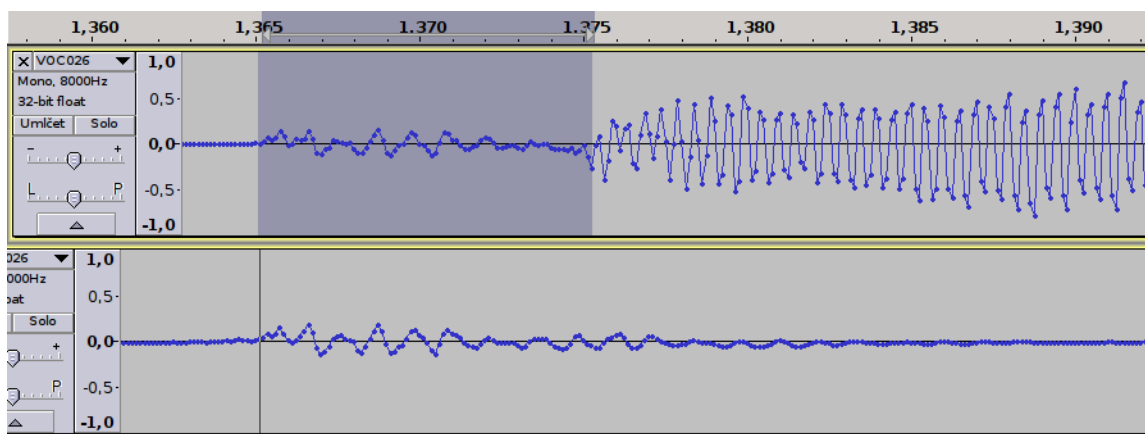 1,360 1,365 1.370 1.375 1,380 1,385 1,390
VOC026 1,0
Mono, 8000Hz
32-bit float 0,5
Umlčet Solo
0,0
- +
L P -0,5
-1,0
026 1,0
000Hz
oat 0,5
Solo
+ 0,0
P -0,5
-1,0